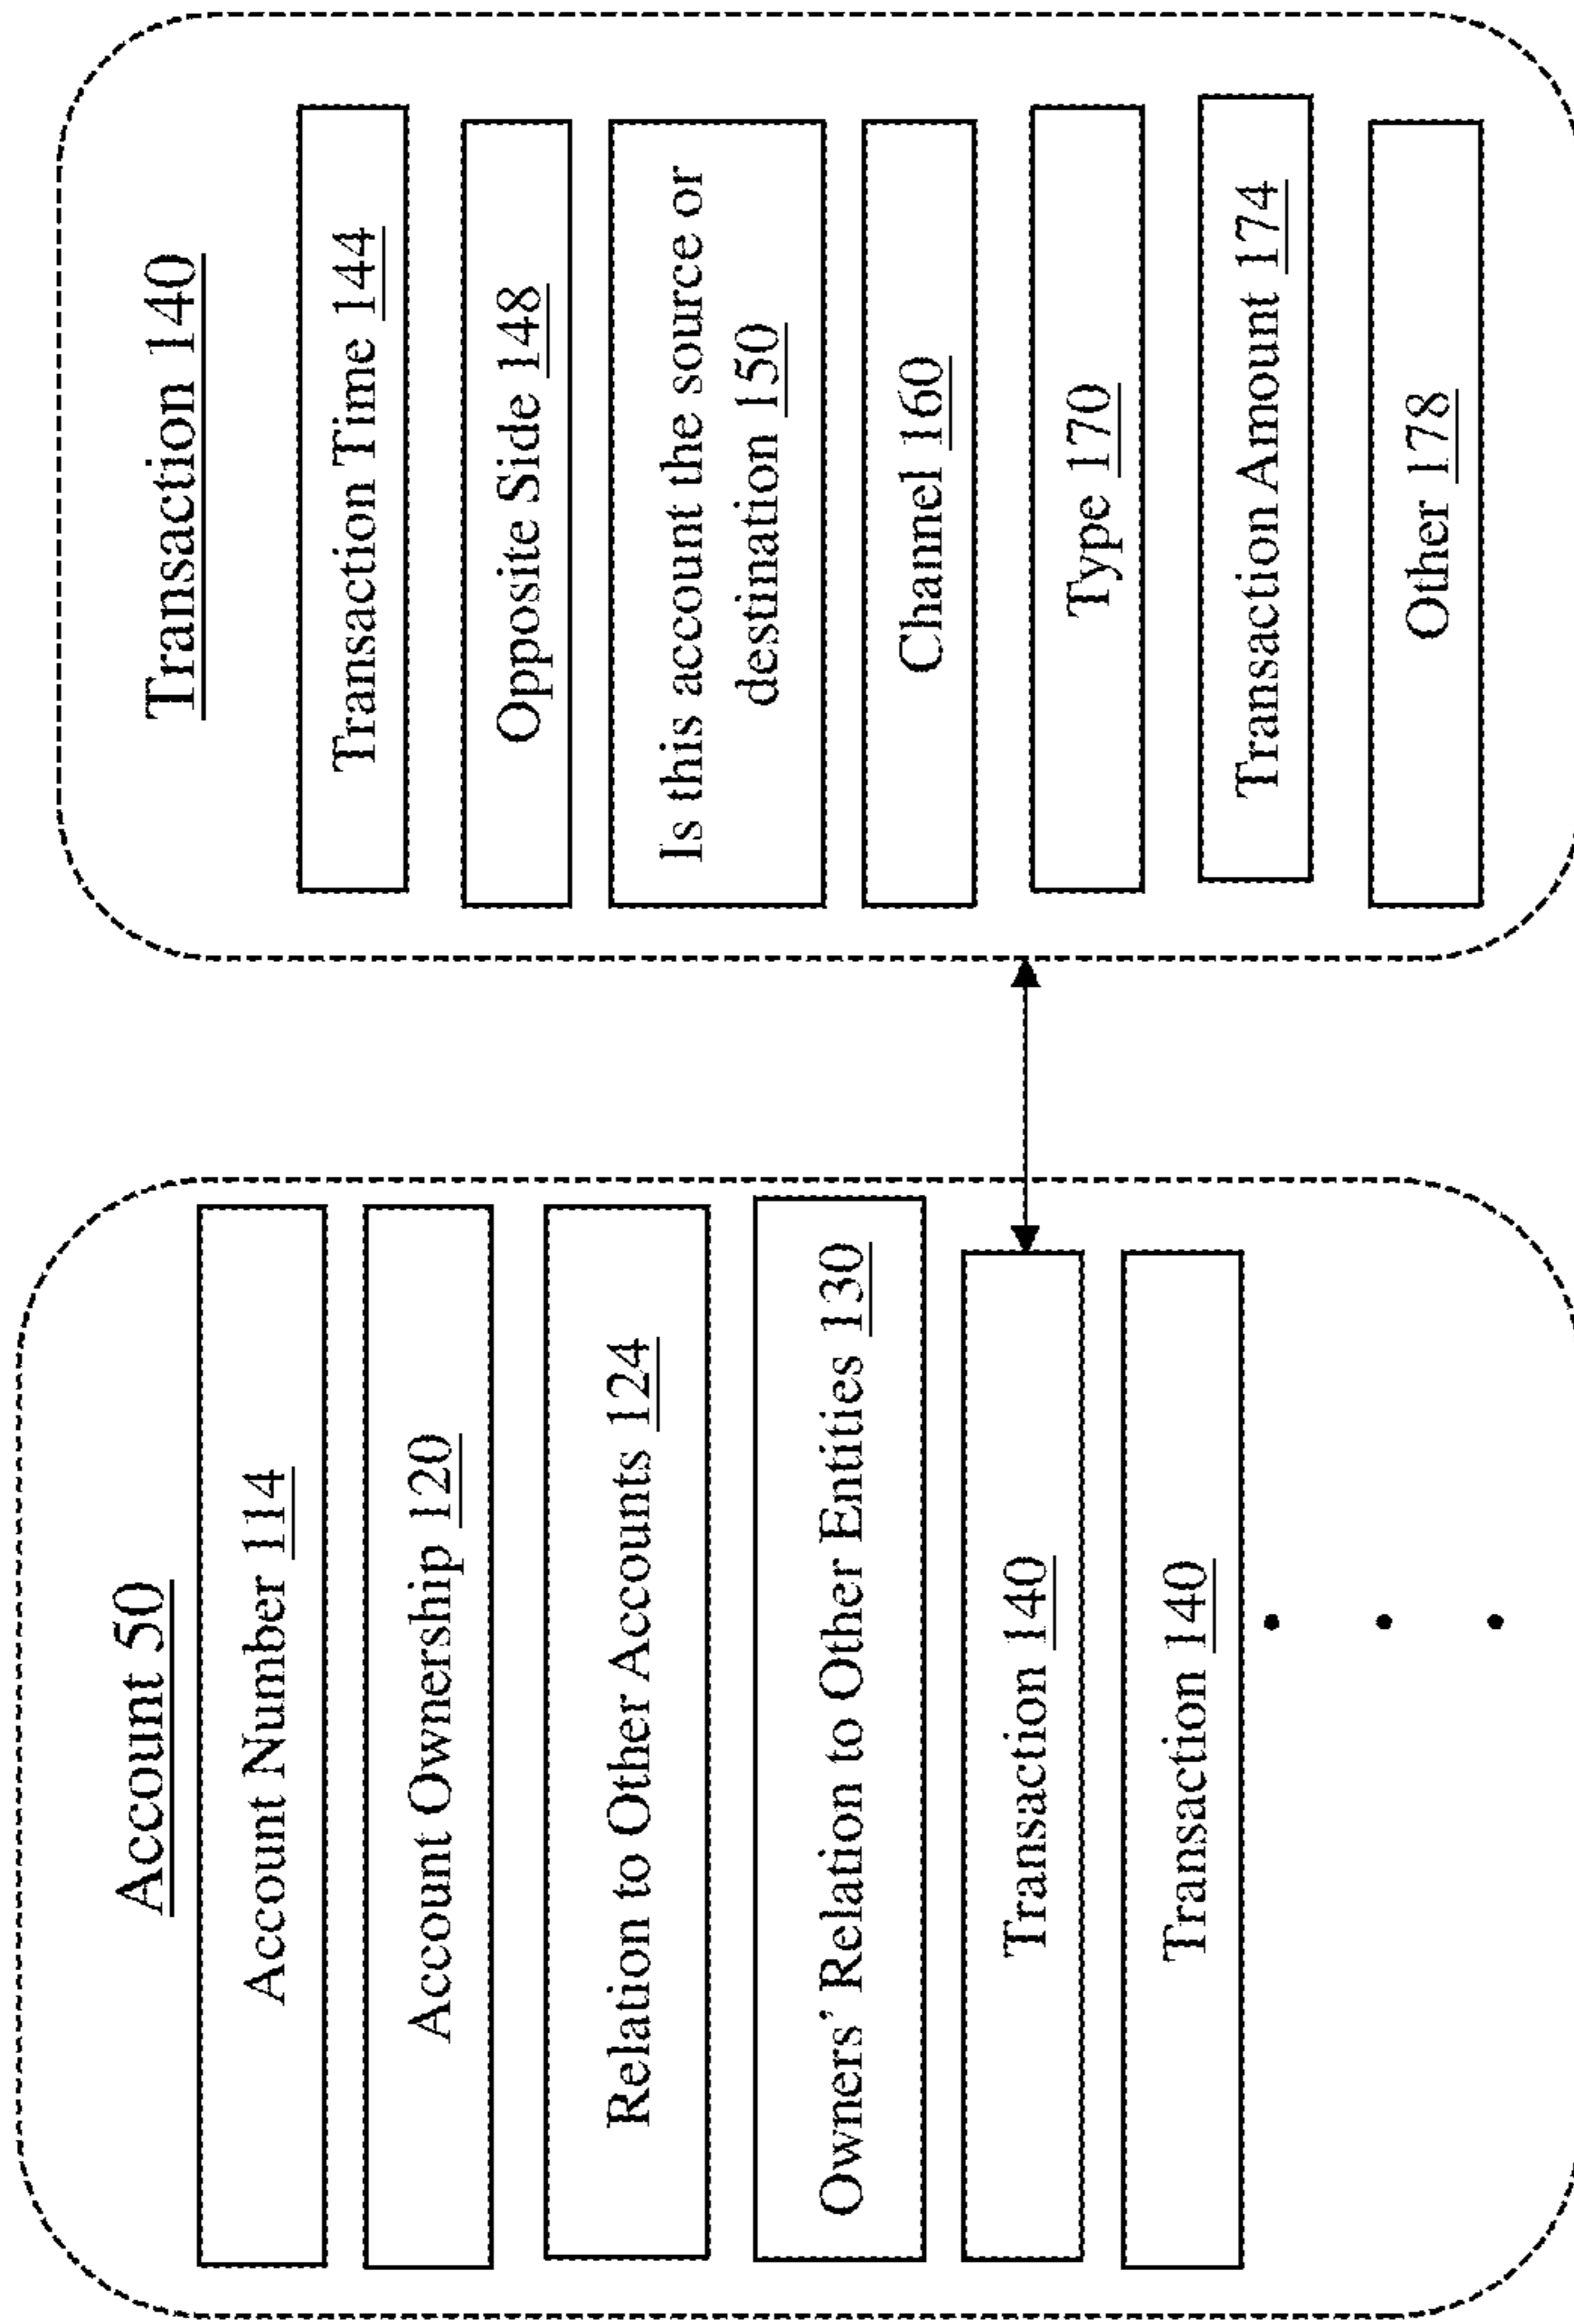 Account 50
Account Number 114
Account Ownership 120
Relation to Other Accounts 124
Owners’ Relation to Other Entities 130
Transaction 140
Transaction 140
Transaction 140
Transaction Time 144
Opposite Side 148
Is this account the source or
destination 150
Channel 160
Type 170
Transaction Amount 174
Other 178